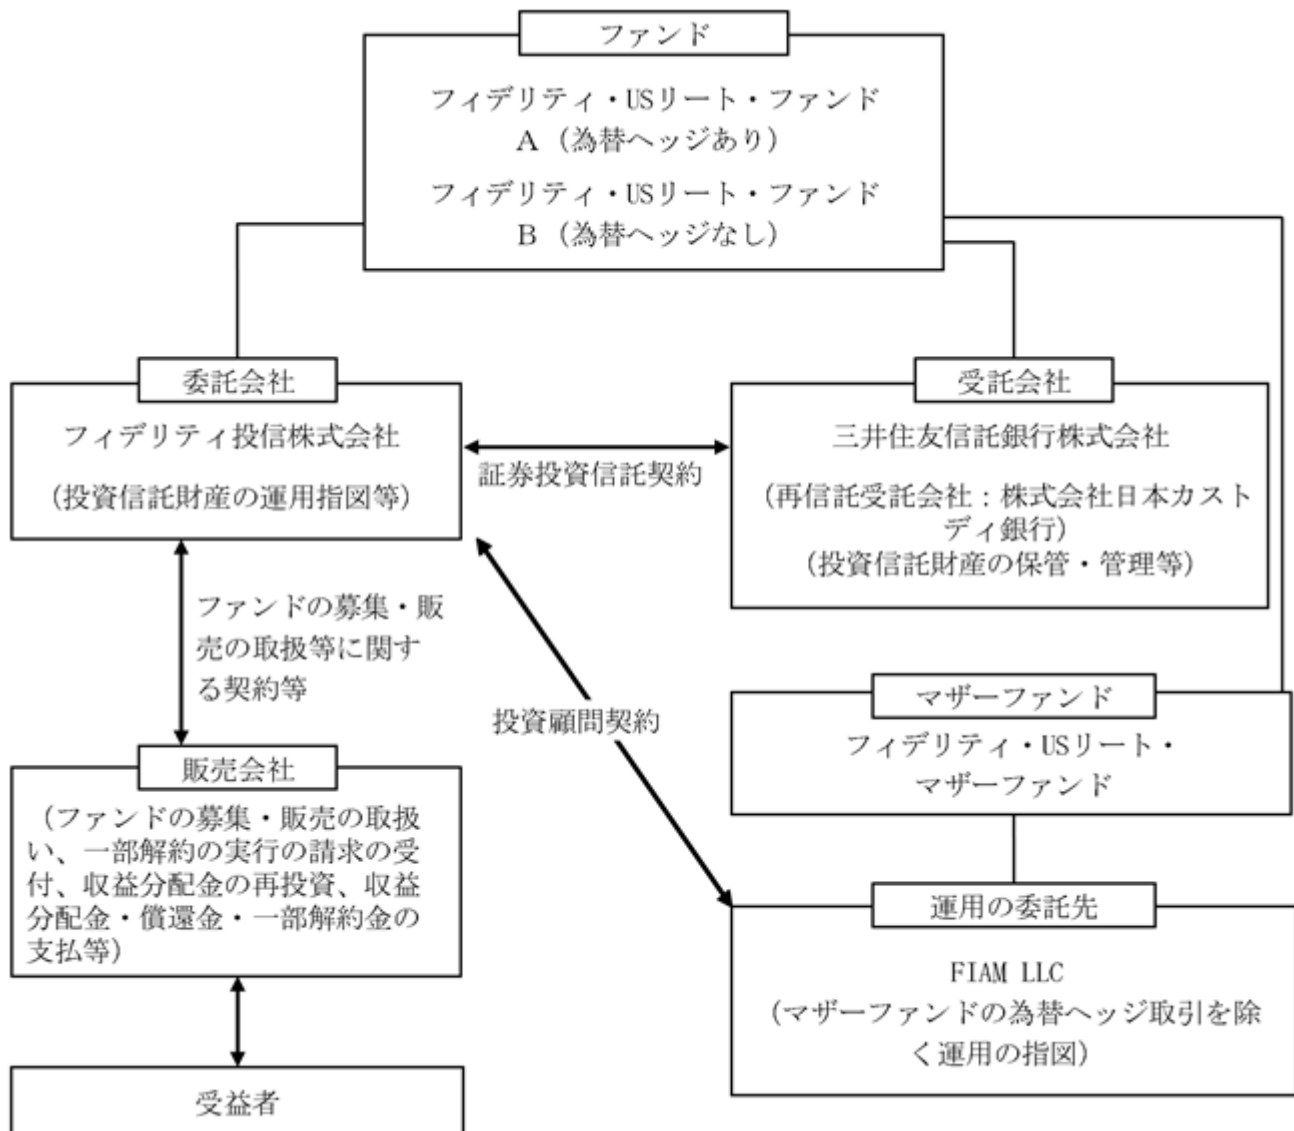 ファンド
フィデリティ・USリート・ファンド
A（為替ヘッジあり）
フィデリティ・USリート・ファンド
B（為替ヘッジなし）
委託会社
フィデリティ投信株式会社
（投資信託財産の運用指図等）
証券投資信託契約
受託会社
三井住友信託銀行株式会社
（再信託受託会社：株式会社日本カスト
ディ銀行）
（投資信託財産の保管・管理等）
ファンドの募集・販
売の取扱等に関す
る契約等
投資顧問契約
マザーファンド
フィデリティ・USリート・
マザーファンド
販売会社
（ファンドの募集・販売の取扱
い、一部解約の実行の請求の受
付、収益分配金の再投資、収益
分配金・償還金・一部解約金の
支払等）
運用の委託先
FIAM LLC
（マザーファンドの為替ヘッジ取引を除
く運用の指図）
受益者